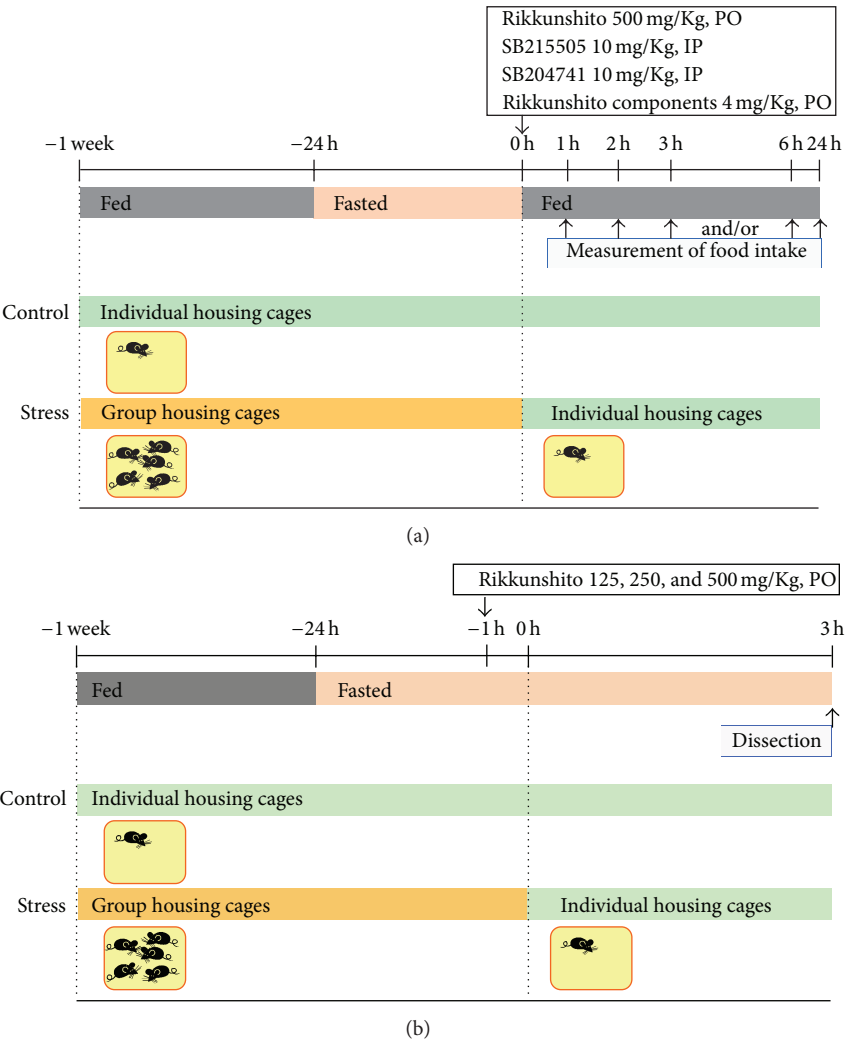 Rikkunshito 500 mg/Kg, PO
SB215505 10 mg/Kg, IP
SB204741 10 mg/Kg, IP
Rikkunshito components 4 mg/Kg, PO
−1 week −24 h 0 h 1 h 2 h 3 h 6 h 24 h
Fed Fasted Fed
and/or
Measurement of food intake
Control Individual housing cages
Stress Group housing cages Individual housing cages
(a)
Rikkunshito 125, 250, and 500 mg/Kg, PO
−1 week −24 h −1 h 0 h 3 h
Fed Fasted
Dissection
Control Individual housing cages
Stress Group housing cages Individual housing cages
(b)